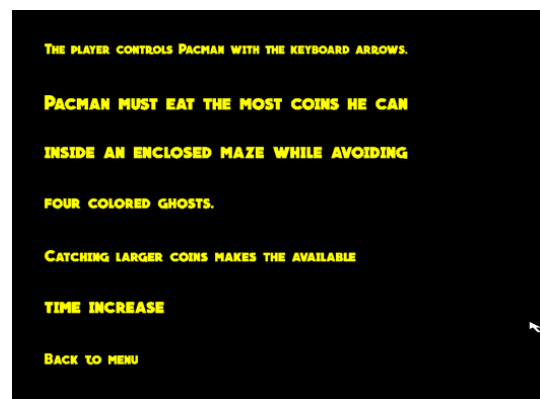 The player controls Pacman with the keyboard arrows.
Pacman must eat the most coins he can
inside an enclosed maze while avoiding
four colored ghosts.
Catching larger coins makes the available
time increase
Back to menu